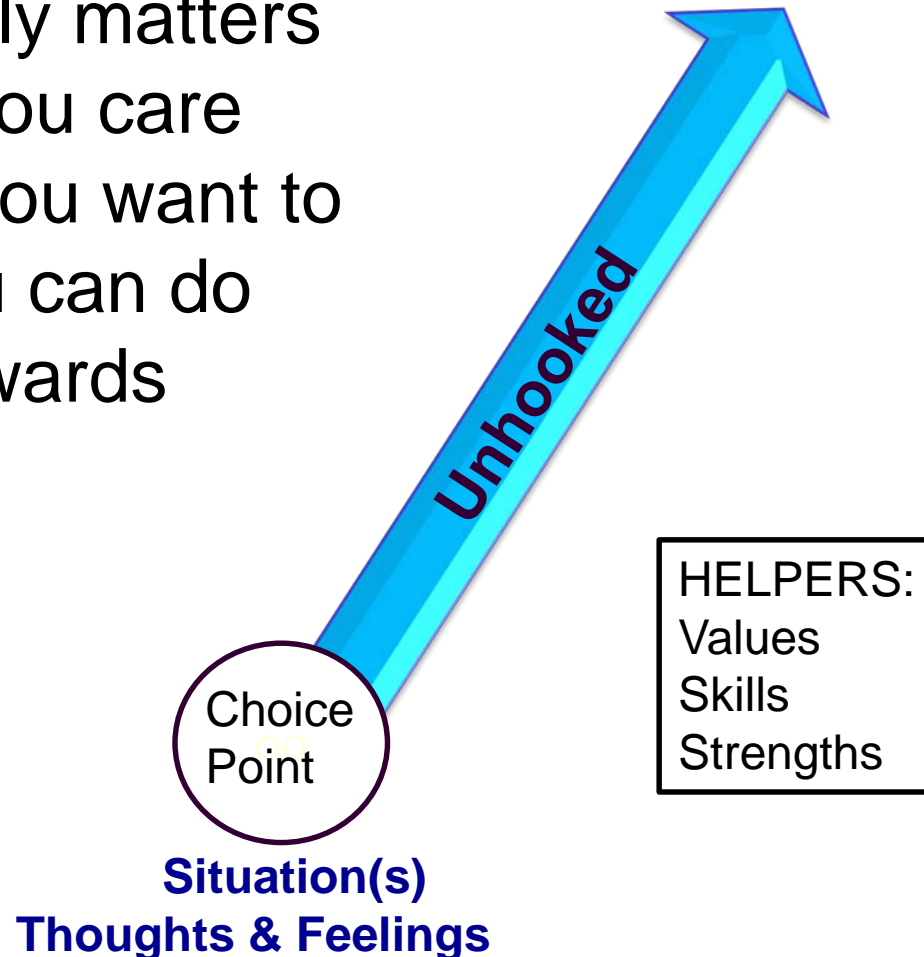 ly matters
ou care
ou want to
can do
wards
Unhooked
HELPERS:
Values
Skills
Strengths
Choice
Point
Situation(s)
Thoughts & Feelings